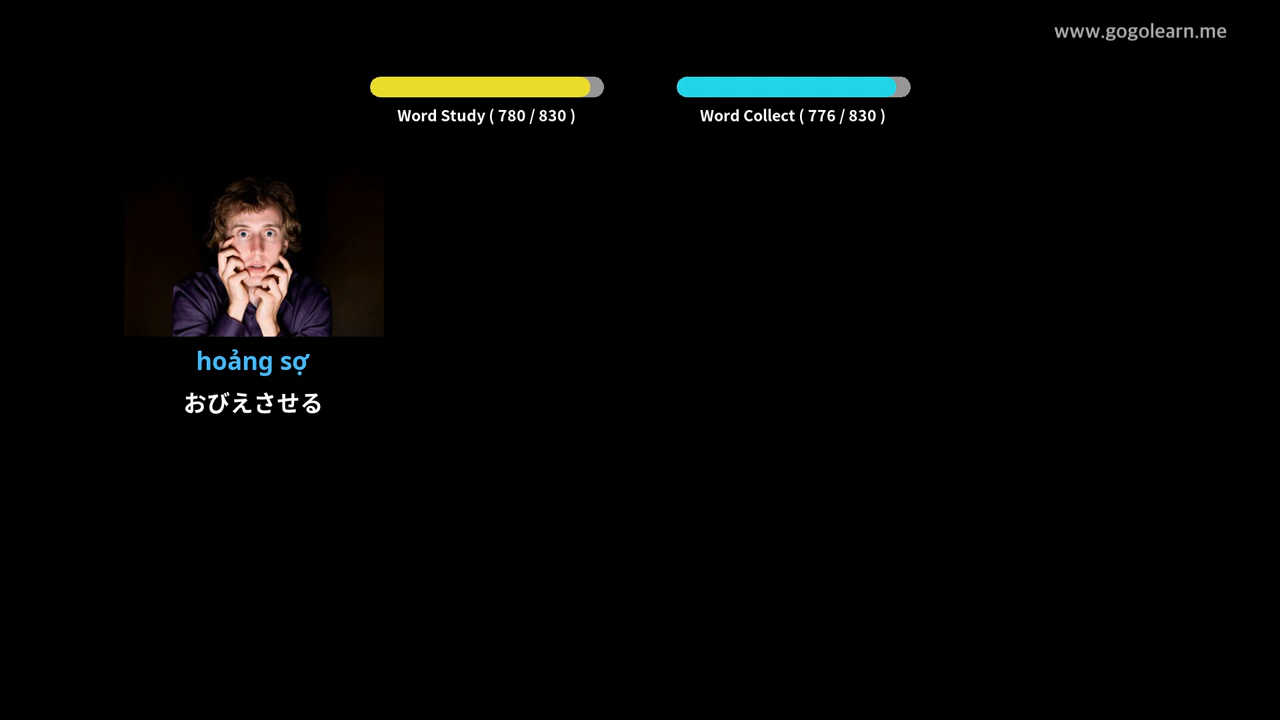 www.gogolearn.me
Word Study ( 780 / 830 )
Word Collect ( 776 / 830 )
hoảng sợ
おびえさせる